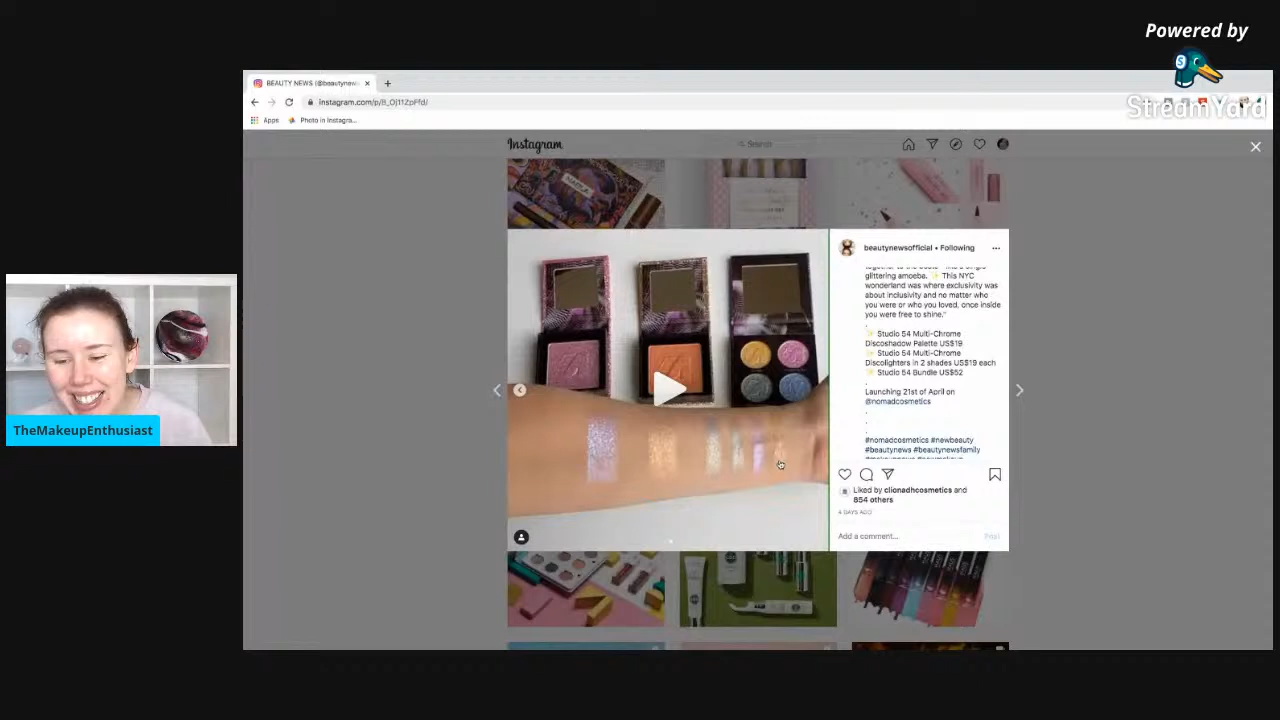 Powered by
StreamYard
BEAUTY NEWS (@beautynew
instagram.com/p/B_Oj11ZpFfd/
Apps
Photo in Instagra...
Instagram
Search
beautynewsofficial • Following
glittering amoeba. ✨ This NYC
wonderland was where exclusivity was
about inclusivity and no matter who
you were or who you loved, once inside
you were free to shine."
.
✨ Studio 54 Multi-Chrome
Discoshadow Palette US$19
✨ Studio 54 Multi-Chrome
Discolighters in 2 shades US$19 each
✨ Studio 54 Bundle US$52
.
Launching 21st of April on
@nomadcosmetics
.
.
.
#nomadcosmetics #newbeauty
#beautynews #beautynewsfamily
Liked by clionadhcosmetics and
854 others
4 DAYS AGO
Add a comment...
Post
TheMakeupEnthusiast